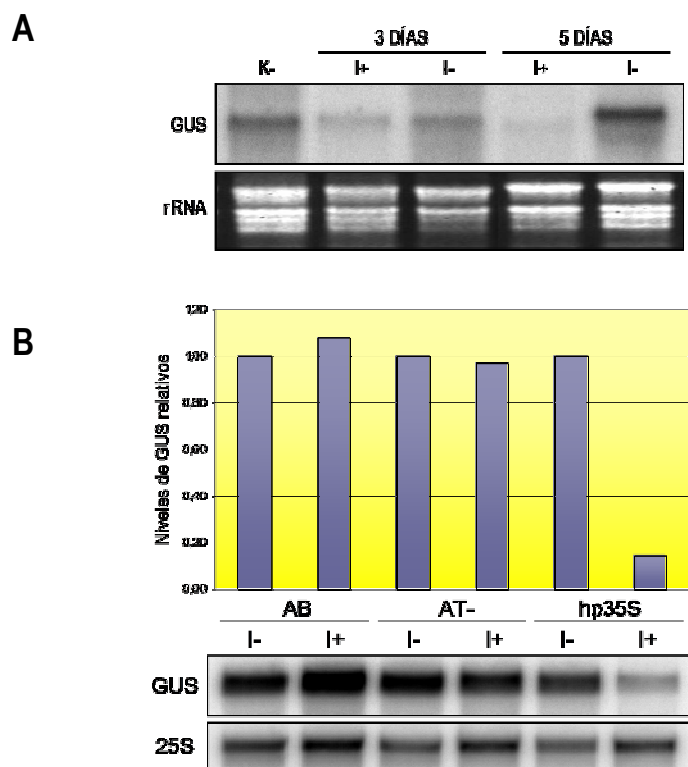 A
3 DÍAS 5 DÍAS
K- I+ I- I+ I-
GUS
rRNA
B
Niveles de GUS relativos
1,20
1,00
0,80
0,60
0,40
0,20
0,00
AB AT- hp35S
I- I+ I- I+ I- I+
GUS
25S